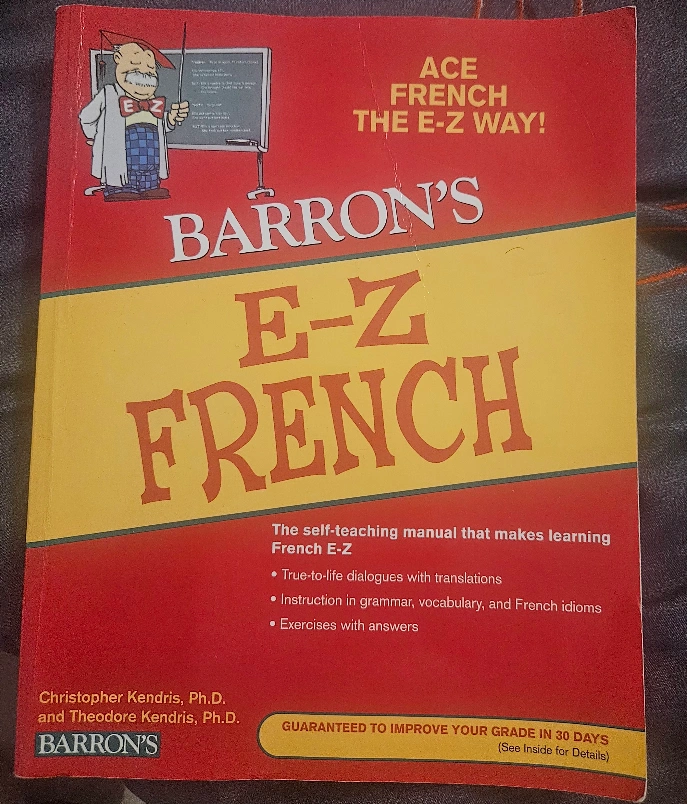 E Z
ACE
FRENCH
THE E-Z WAY!
BARRON'S
E-Z
FRENCH
The self-teaching manual that makes learning
French E-Z
• True-to-life dialogues with translations
• Instruction in grammar, vocabulary, and French idioms
• Exercises with answers
Christopher Kendris, Ph.D.
and Theodore Kendris, Ph.D.
BARRON'S
GUARANTEED TO IMPROVE YOUR GRADE IN 30 DAYS
(See Inside for Details)